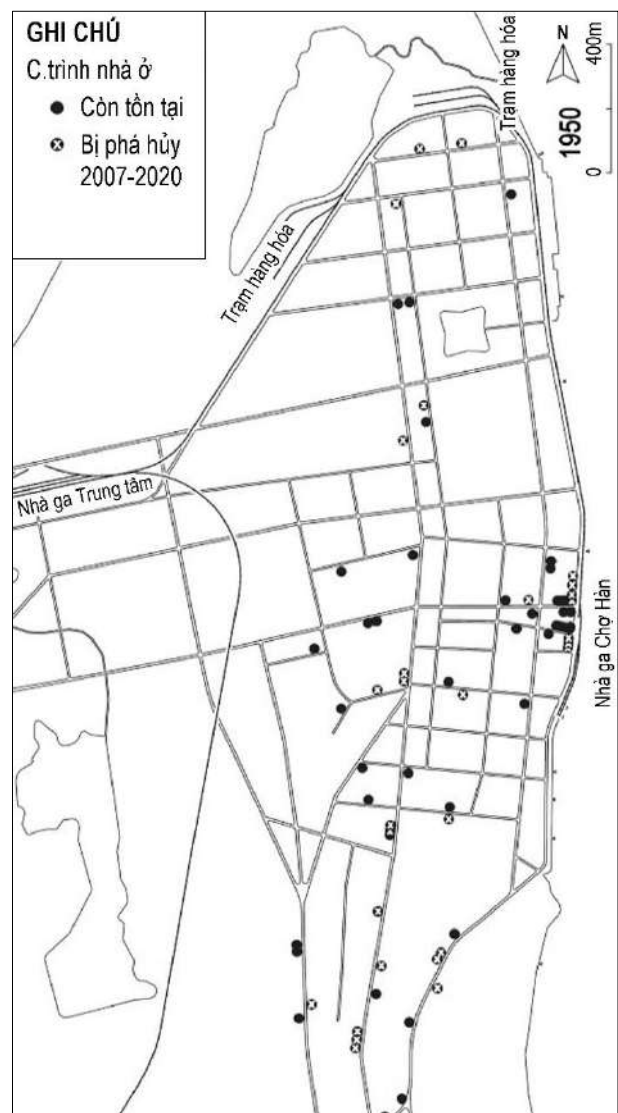 GHI CHÚ
C.trình nhà ở
Còn tồn tại
Bị phá hủy
2007-2020
N
400m
0
1950
Trạm hàng hóa
Trạm hàng hóa
Nhà ga Trung tâm
Nhà ga Chợ Hàn